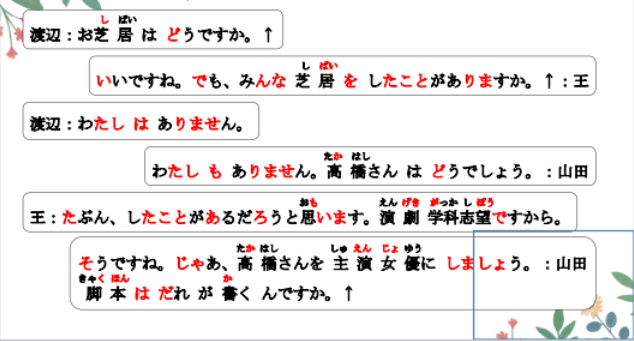 渡辺：お芝居 は どうですか。↑
いいですね。でも、みんな 芝居 を したことがありますか。↑：王
渡辺：わたし は ありません。
わたし も ありません。高橋さん は どうでしょう。：山田
王：たぶん、したことがあるだろうと思います。演劇 学科志望ですから。
そうですね。じゃあ、高橋さんを 主演女優に しましょう。：山田
脚本 は だれ が 書く んですか。↑